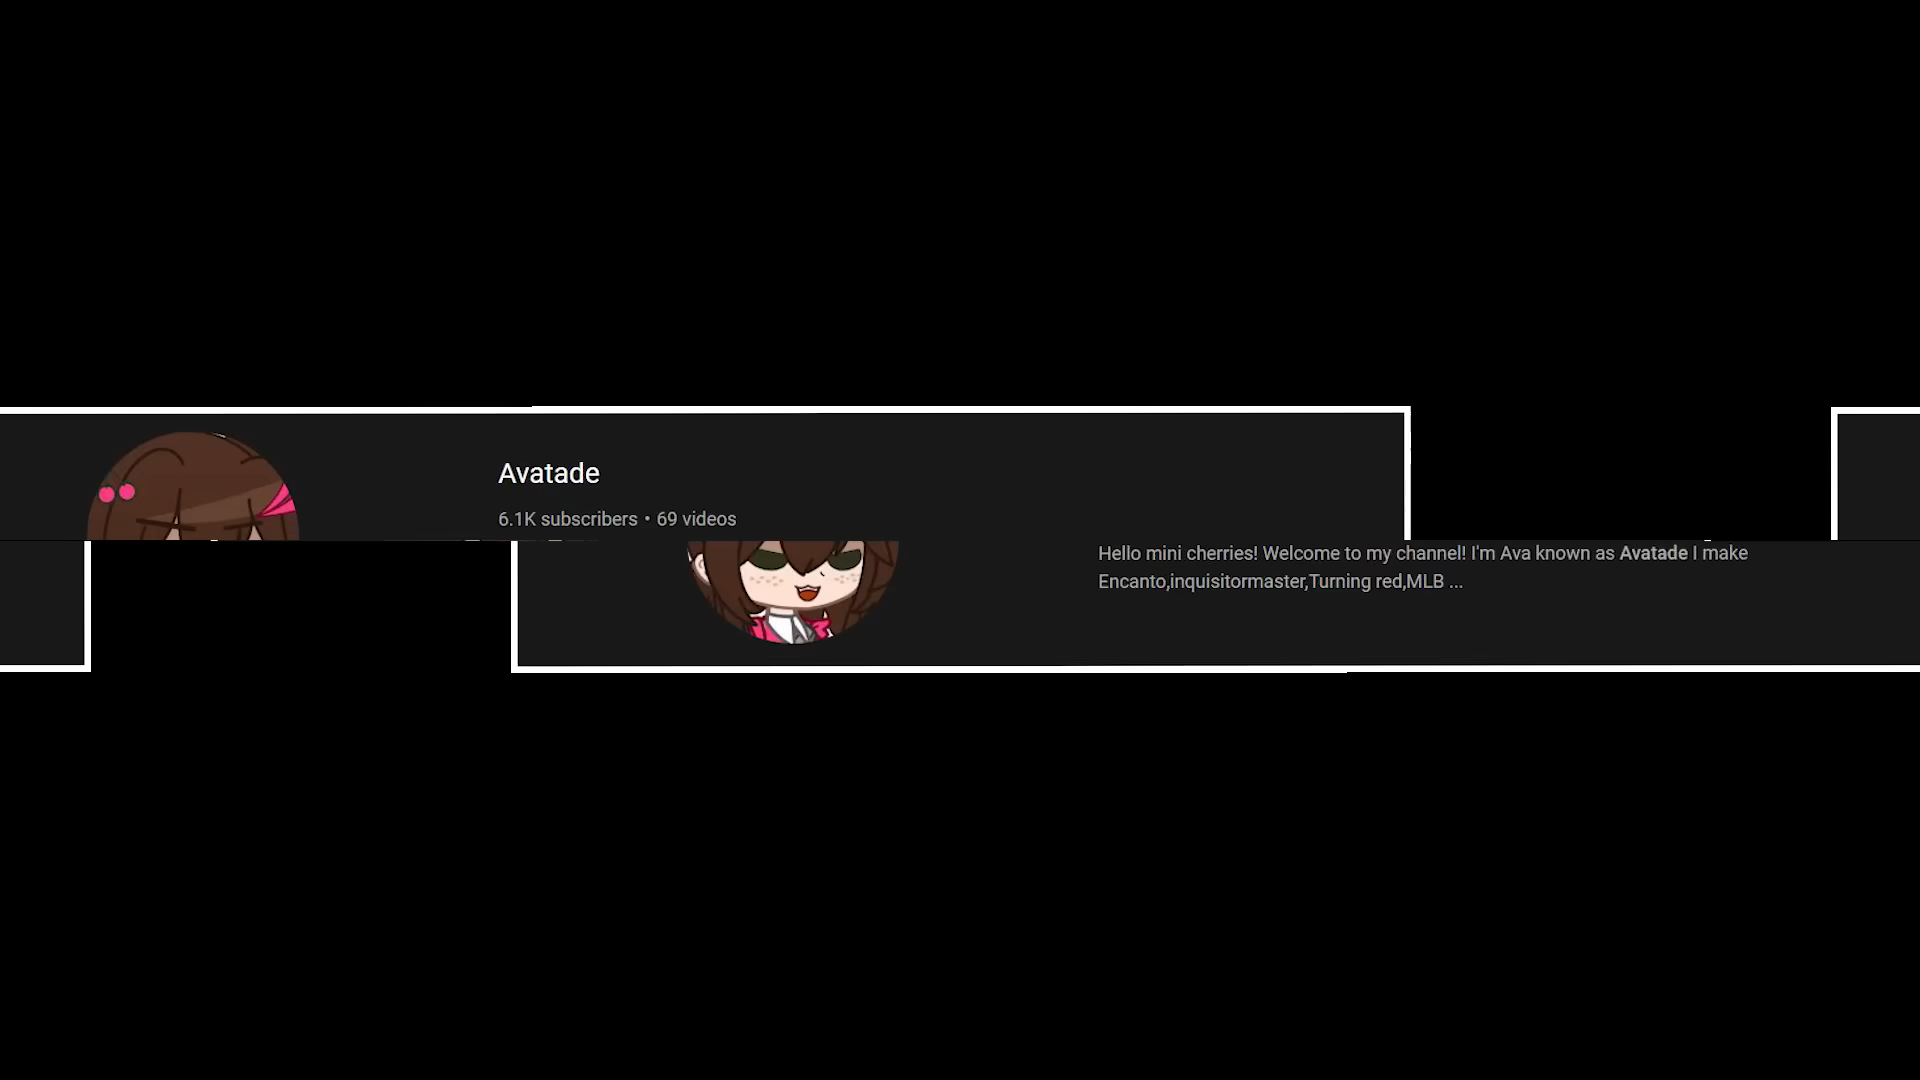 Avatade
6.1K subscribers • 69 videos
Hello mini cherries! Welcome to my channel! I'm Ava known as Avatade I make
Encanto,inquisitormaster,Turning red,MLB ...